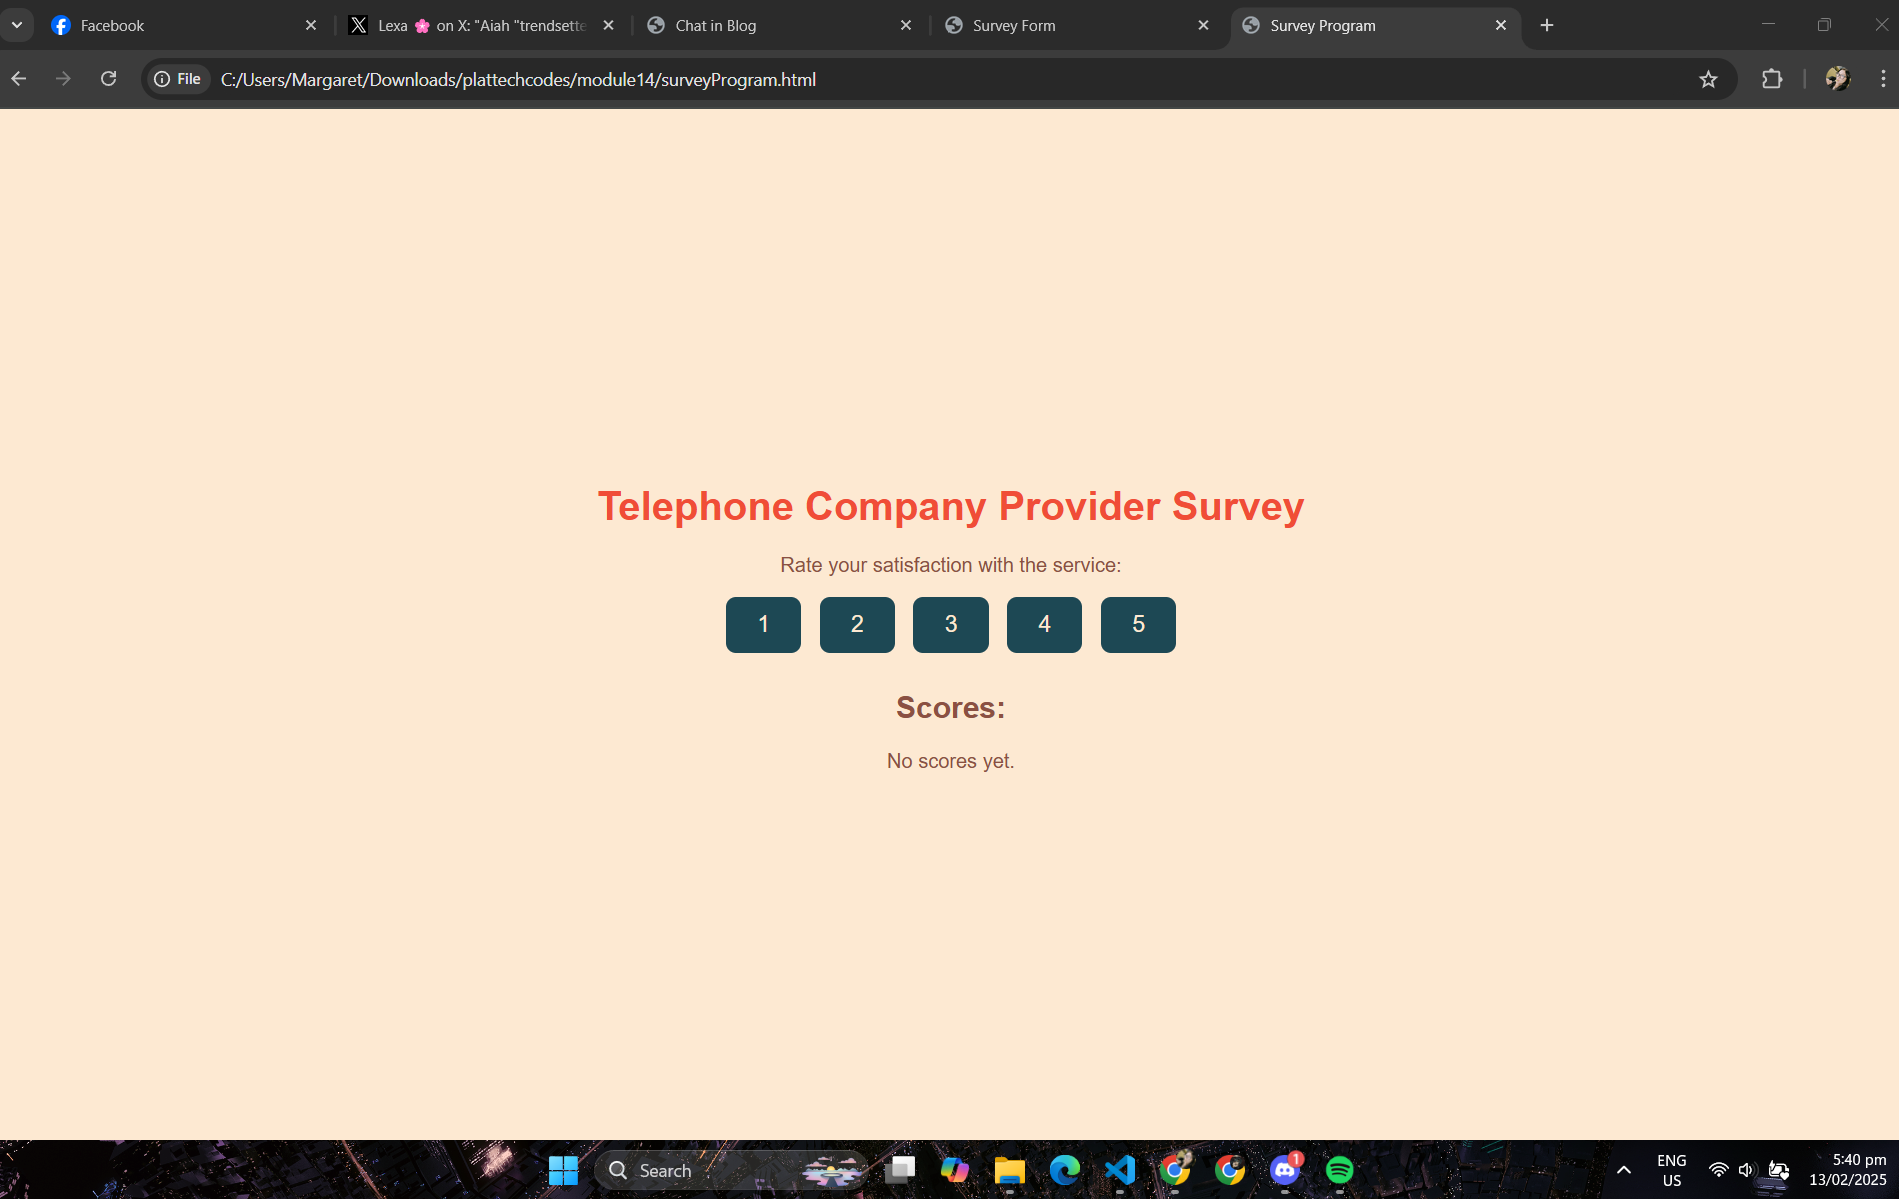 Facebook
Lexa 🌸 on X: "Aiah "trendsette
Chat in Blog
Survey Form
Survey Program
File
C:/Users/Margaret/Downloads/plattechcodes/module14/surveyProgram.html
Telephone Company Provider Survey
Rate your satisfaction with the service:
1 2 3 4 5
Scores:
No scores yet.
Search
1
ENG
US
5:40 pm
13/02/2025